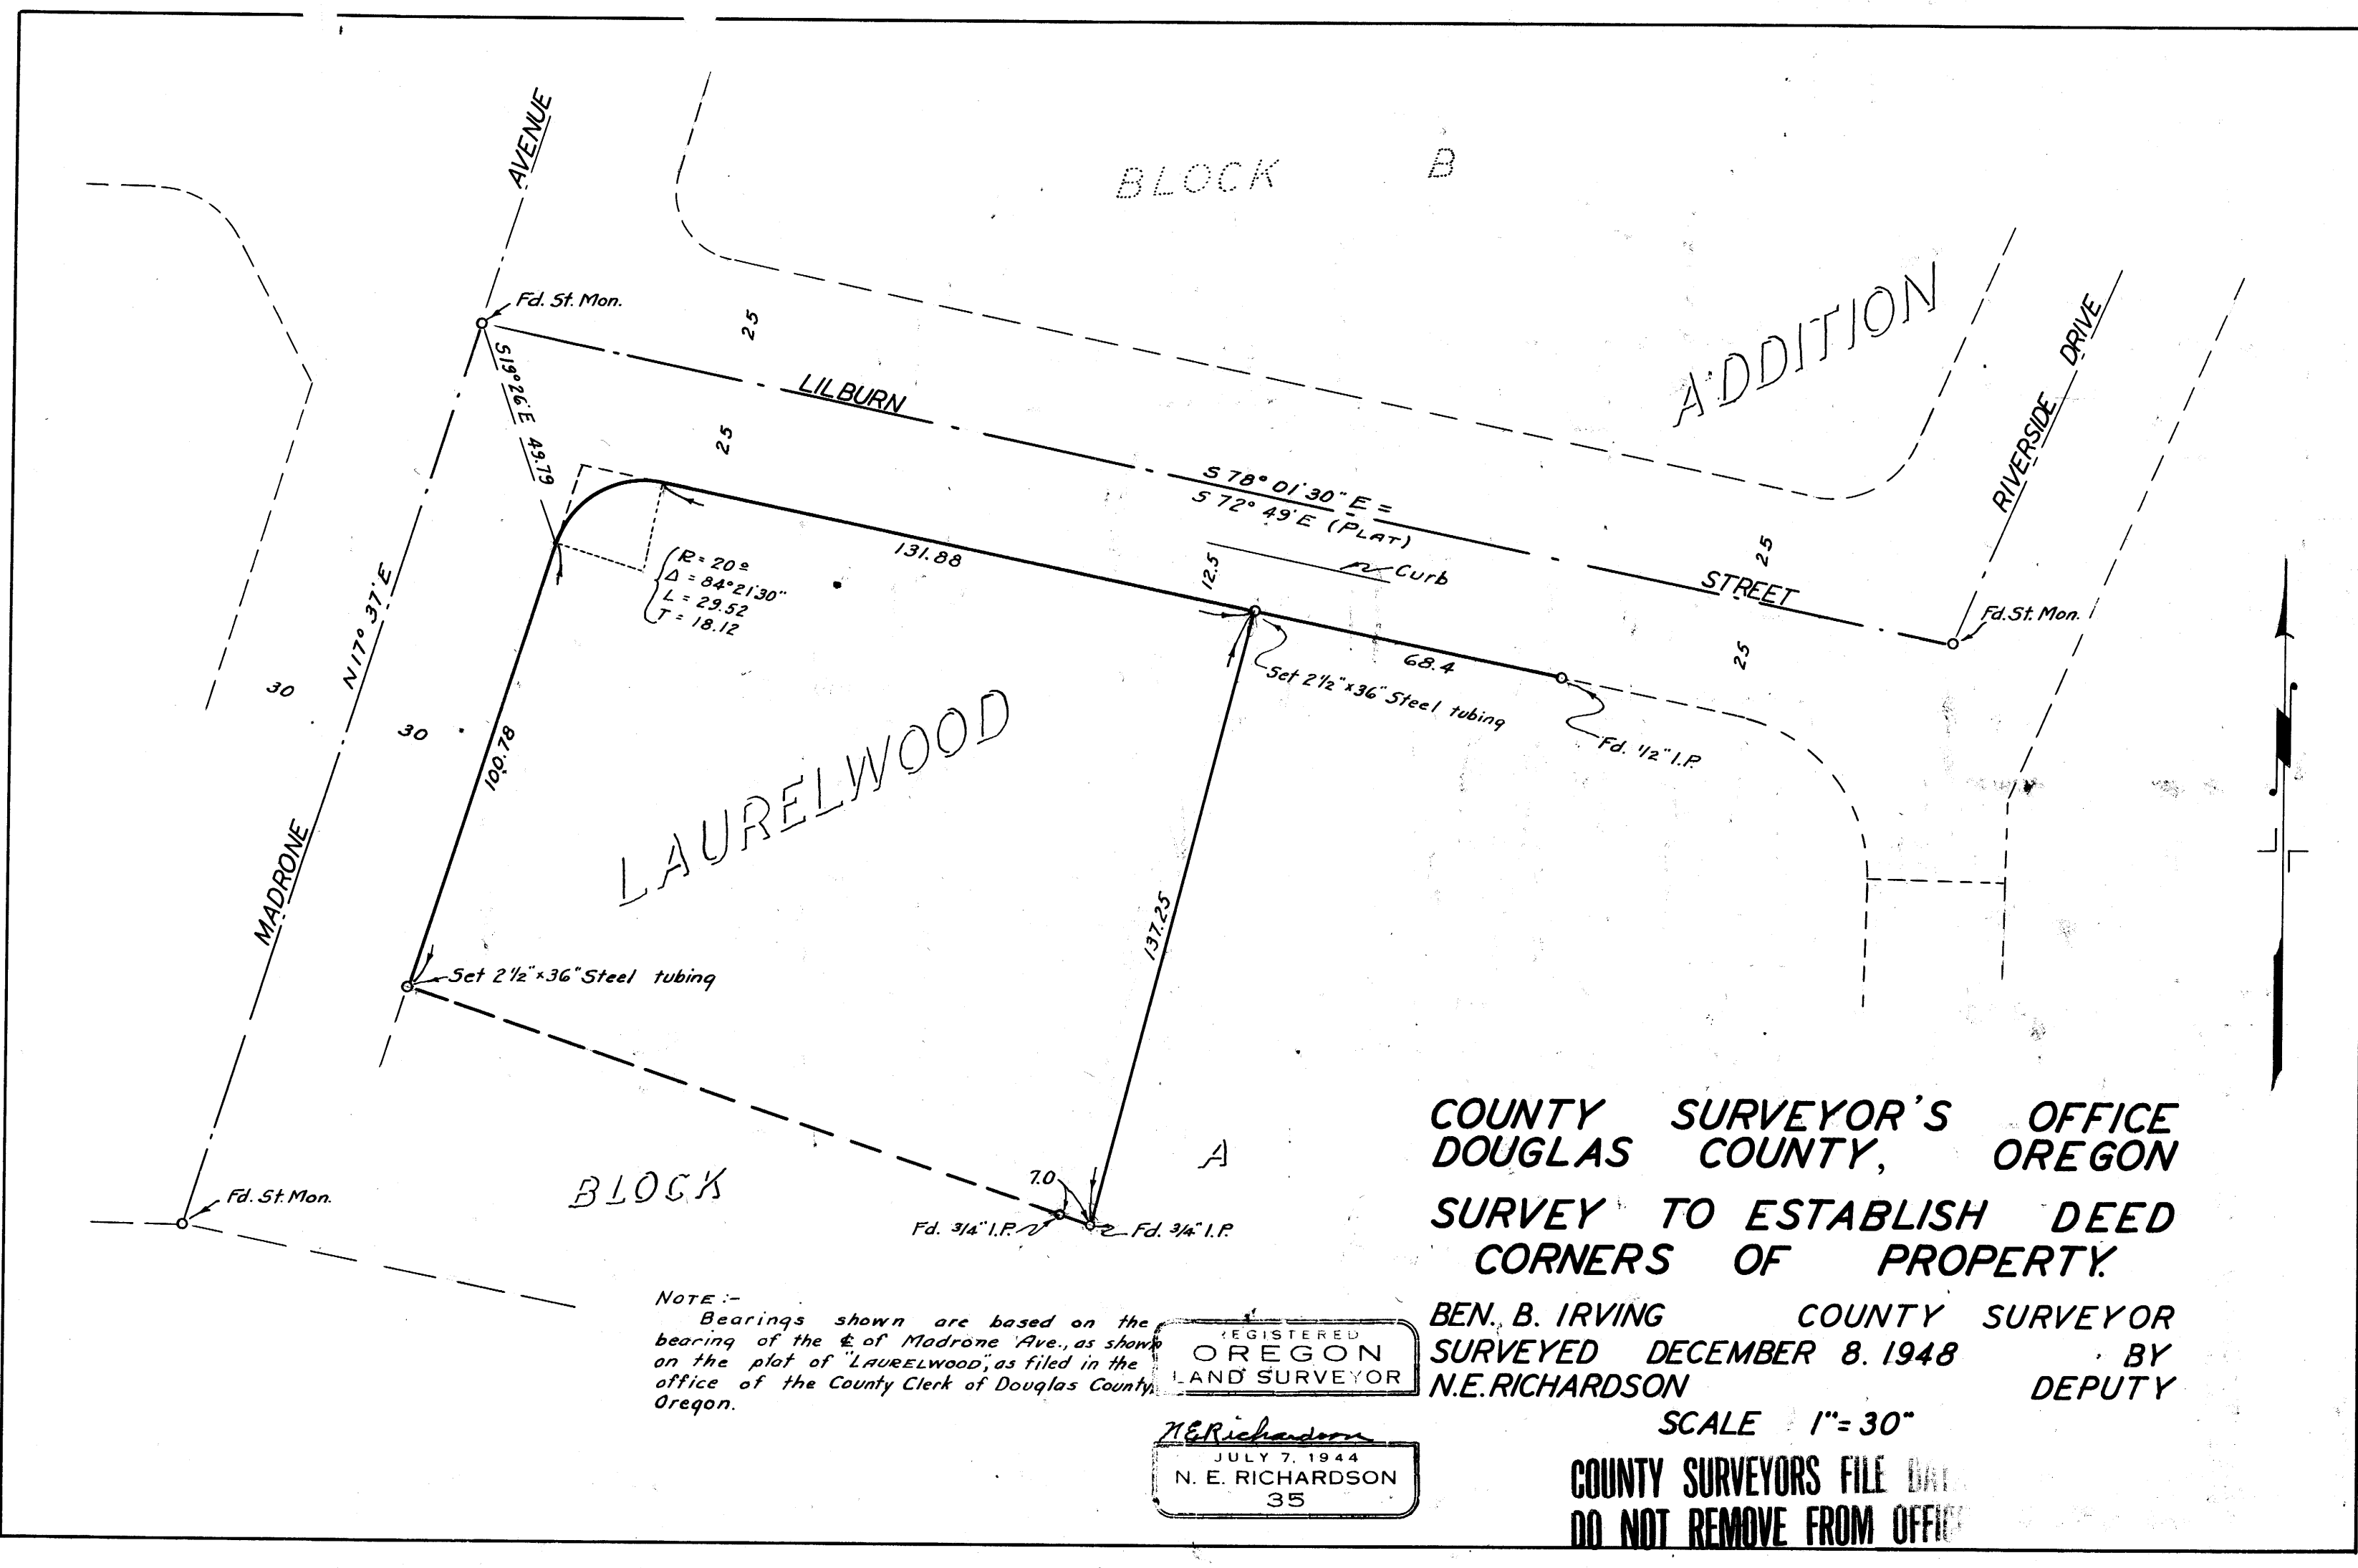 AVENUE
BLOCK B
Fd. St. Mon.
25
ADDITION
DRIVE
S19°26'E 49.79
LILBURN
25
RIVERSIDE
S 78° 01' 30" E =
S 72° 49' E (PLAT)
131.88
12.5
Curb
25
STREET
Fd. St. Mon.
R = 20º
Δ = 84°21'30"
L = 29.52
T = 18.12
N17° 37' E
68.4
25
Set 2½" x 36" Steel tubing
30
30
Fd. ½" I.P.
100.78
LAURELWOOD
MADRONE
137.25
Set 2½" x 36" Steel tubing
A
BLOCK
7.0
Fd. St. Mon.
Fd. ¾" I.P.
Fd. ¾" I.P.
COUNTY SURVEYOR'S OFFICE
DOUGLAS COUNTY, OREGON
SURVEY TO ESTABLISH DEED
CORNERS OF PROPERTY.
BEN. B. IRVING COUNTY SURVEYOR
SURVEYED DECEMBER 8. 1948 BY
N.E. RICHARDSON DEPUTY
SCALE 1" = 30"
NOTE :-
Bearings shown are based on the
bearing of the ℄ of Madrone Ave., as shown
on the plat of "LAURELWOOD", as filed in the
office of the County Clerk of Douglas County,
Oregon.
REGISTERED
OREGON
LAND SURVEYOR
N E Richardson
JULY 7, 1944
N. E. RICHARDSON
35
COUNTY SURVEYORS FILE
DO NOT REMOVE FROM OFFICE